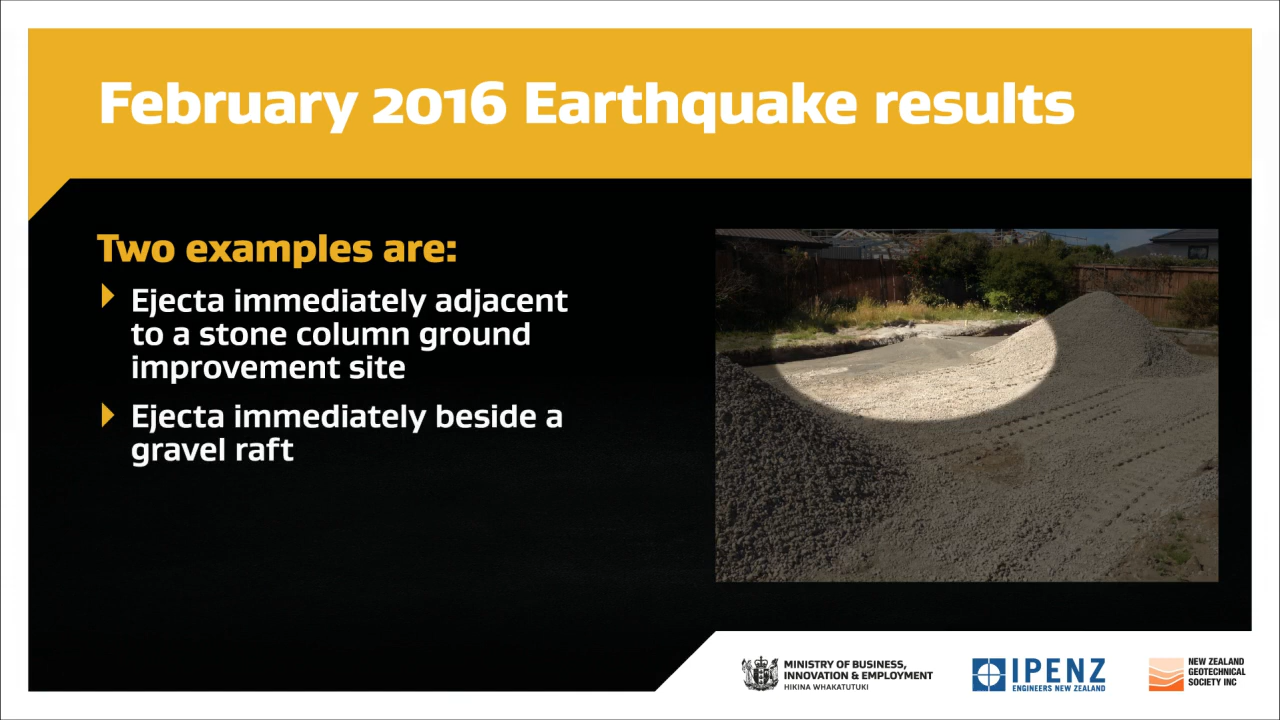 February 2016 Earthquake results
Two examples are:
Ejecta immediately adjacent
to a stone column ground
improvement site
Ejecta immediately beside a
gravel raft
MINISTRY OF BUSINESS,
INNOVATION & EMPLOYMENT
HIKINA WHAKATUTUKI
IPENZ
ENGINEERS NEW ZEALAND
NEW ZEALAND
GEOTECHNICAL
SOCIETY INC